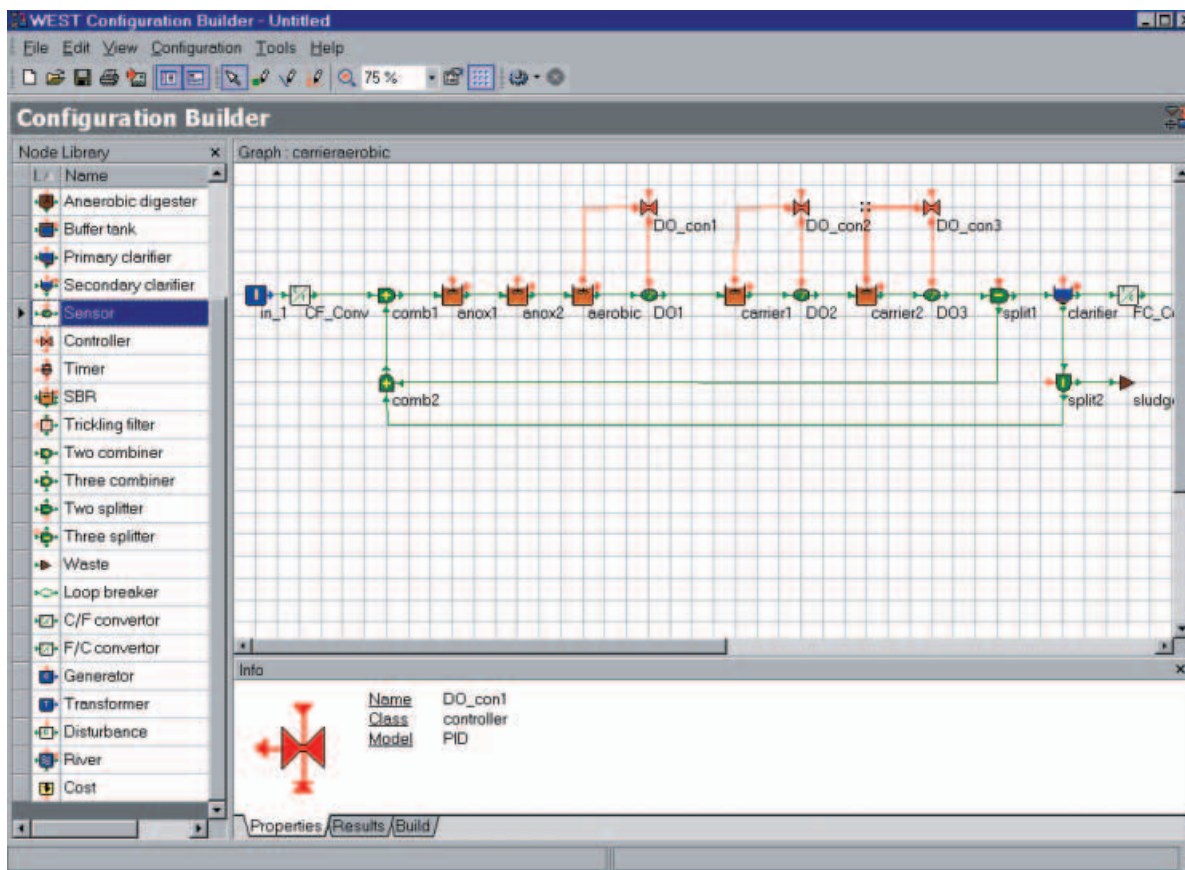 WEST Configuration Builder - Untitled
File Edit View Configuration Tools Help
75 %
Configuration Builder
Node Library
Graph : carrieraerobic
Name
Anaerobic digester
Buffer tank
Primary clarifier
Secondary clarifier
Sensor
Controller
Timer
SBR
Trickling filter
Two combiner
Three combiner
Two splitter
Three splitter
Waste
Loop breaker
C/F convertor
F/C convertor
Generator
Transformer
Disturbance
River
Cost
DO_con1 DO_con2 DO_con3
in_1 CF_Conv comb1 anox1 anox2 aerobic DO1 carrier1 DO2 carrier2 DO3 split1 clarifier FC_Co
comb2 split2 sludge
Info
Name DO_con1
Class controller
Model PID
Properties Results Build